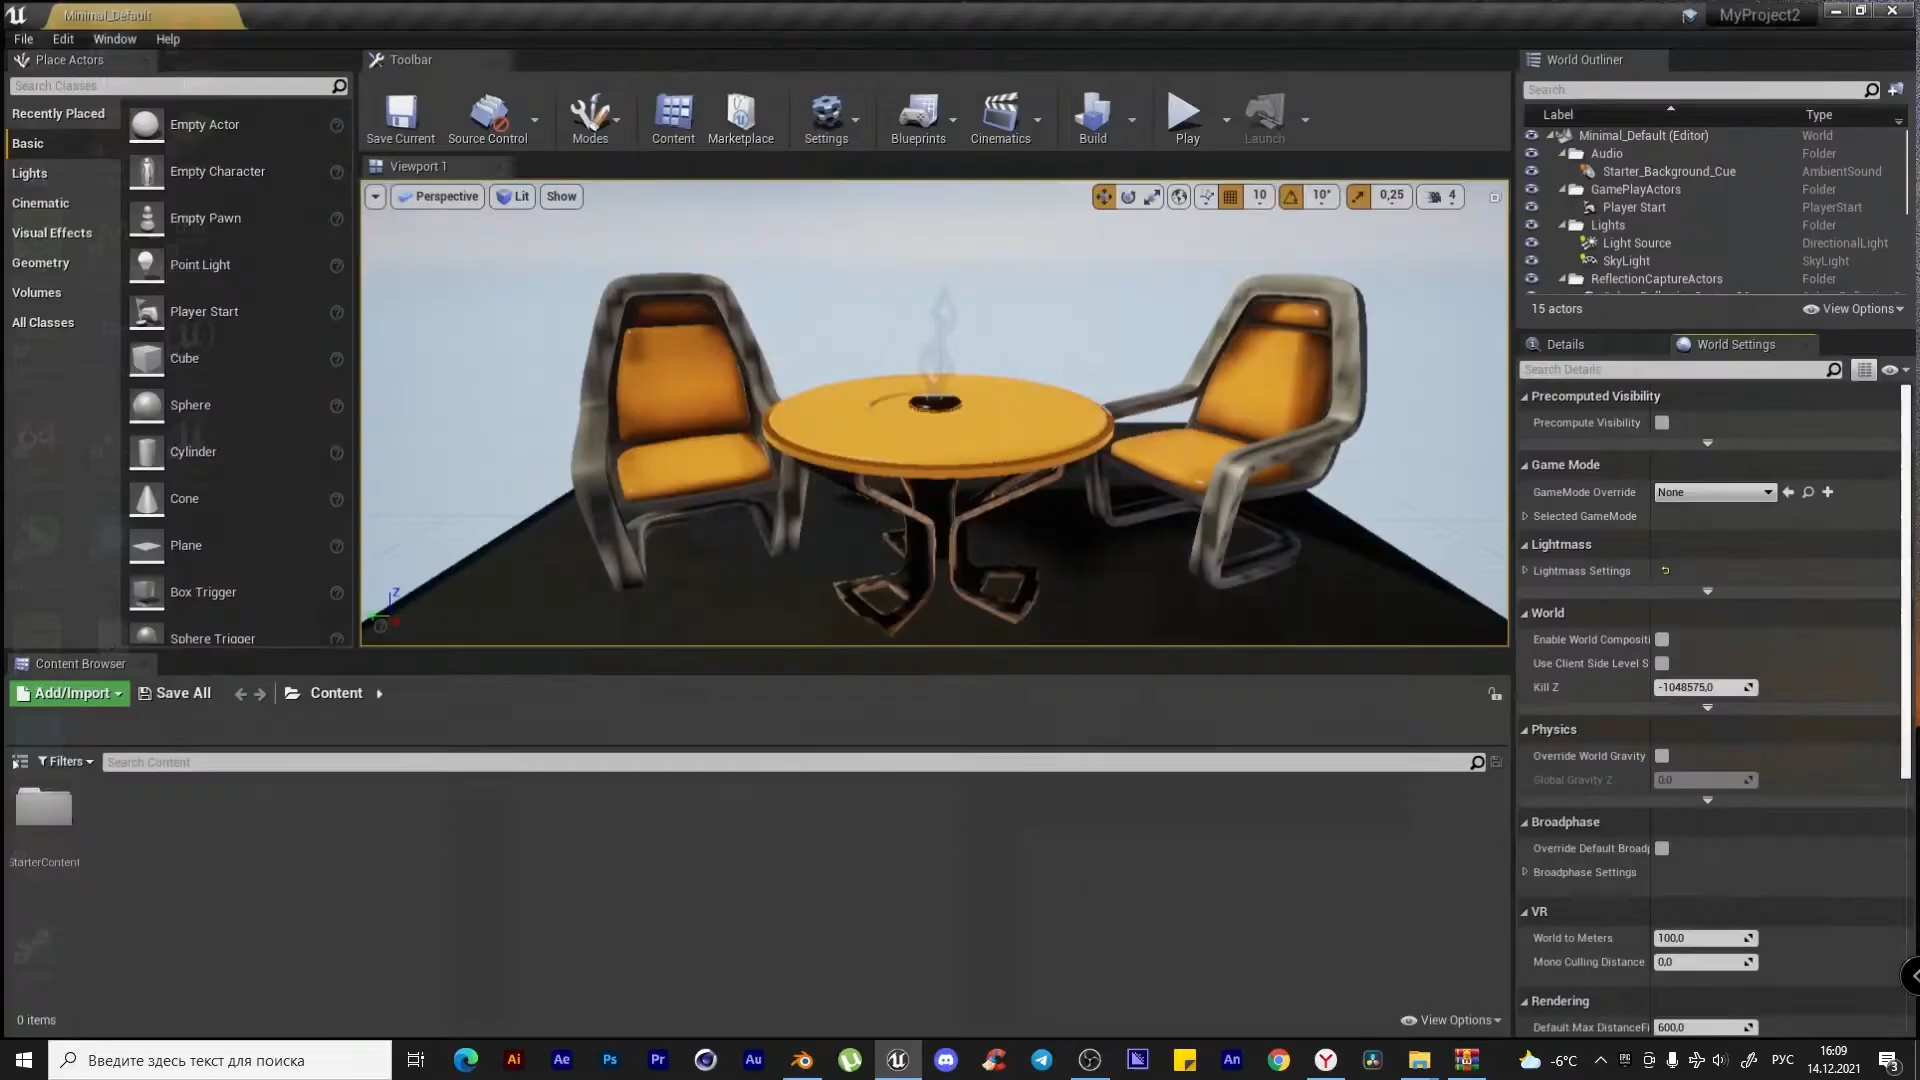 Minimal_Default
MyProject2
File Edit Window Help
Place Actors
Search Classes
Recently Placed
Basic
Lights
Cinematic
Visual Effects
Geometry
Volumes
All Classes
Empty Actor
Empty Character
Empty Pawn
Point Light
Player Start
Cube
Sphere
Cylinder
Cone
Plane
Box Trigger
Sphere Trigger
Toolbar
Save Current
Source Control
Modes
Content
Marketplace
Settings
Blueprints
Cinematics
Build
Play
Launch
Viewport 1
Perspective
Lit
Show
10
10°
0,25
4
Z
World Outliner
Search
Label Type
Minimal_Default (Editor) World
Audio Folder
Starter_Background_Cue AmbientSound
GamePlayActors Folder
Player Start PlayerStart
Lights Folder
Light Source DirectionalLight
SkyLight SkyLight
ReflectionCaptureActors Folder
15 actors
View Options
Details
World Settings
Search Details
Precomputed Visibility
Precompute Visibility
Game Mode
GameMode Override None
Selected GameMode
Lightmass
Lightmass Settings
World
Enable World Compositi
Use Client Side Level S
Kill Z -1048575,0
Physics
Override World Gravity
Global Gravity Z 0.0
Broadphase
Override Default Broadp
Broadphase Settings
VR
World to Meters 100,0
Mono Culling Distance 0,0
Rendering
Default Max DistanceFi 600,0
Content Browser
Add/Import
Save All
Content
Filters
Search Content
StarterContent
0 items
View Options
Введите здесь текст для поиска
Ai
Ae
Ps
Pr
Au
An
-6°C
РУС
16:09
14.12.2021
3